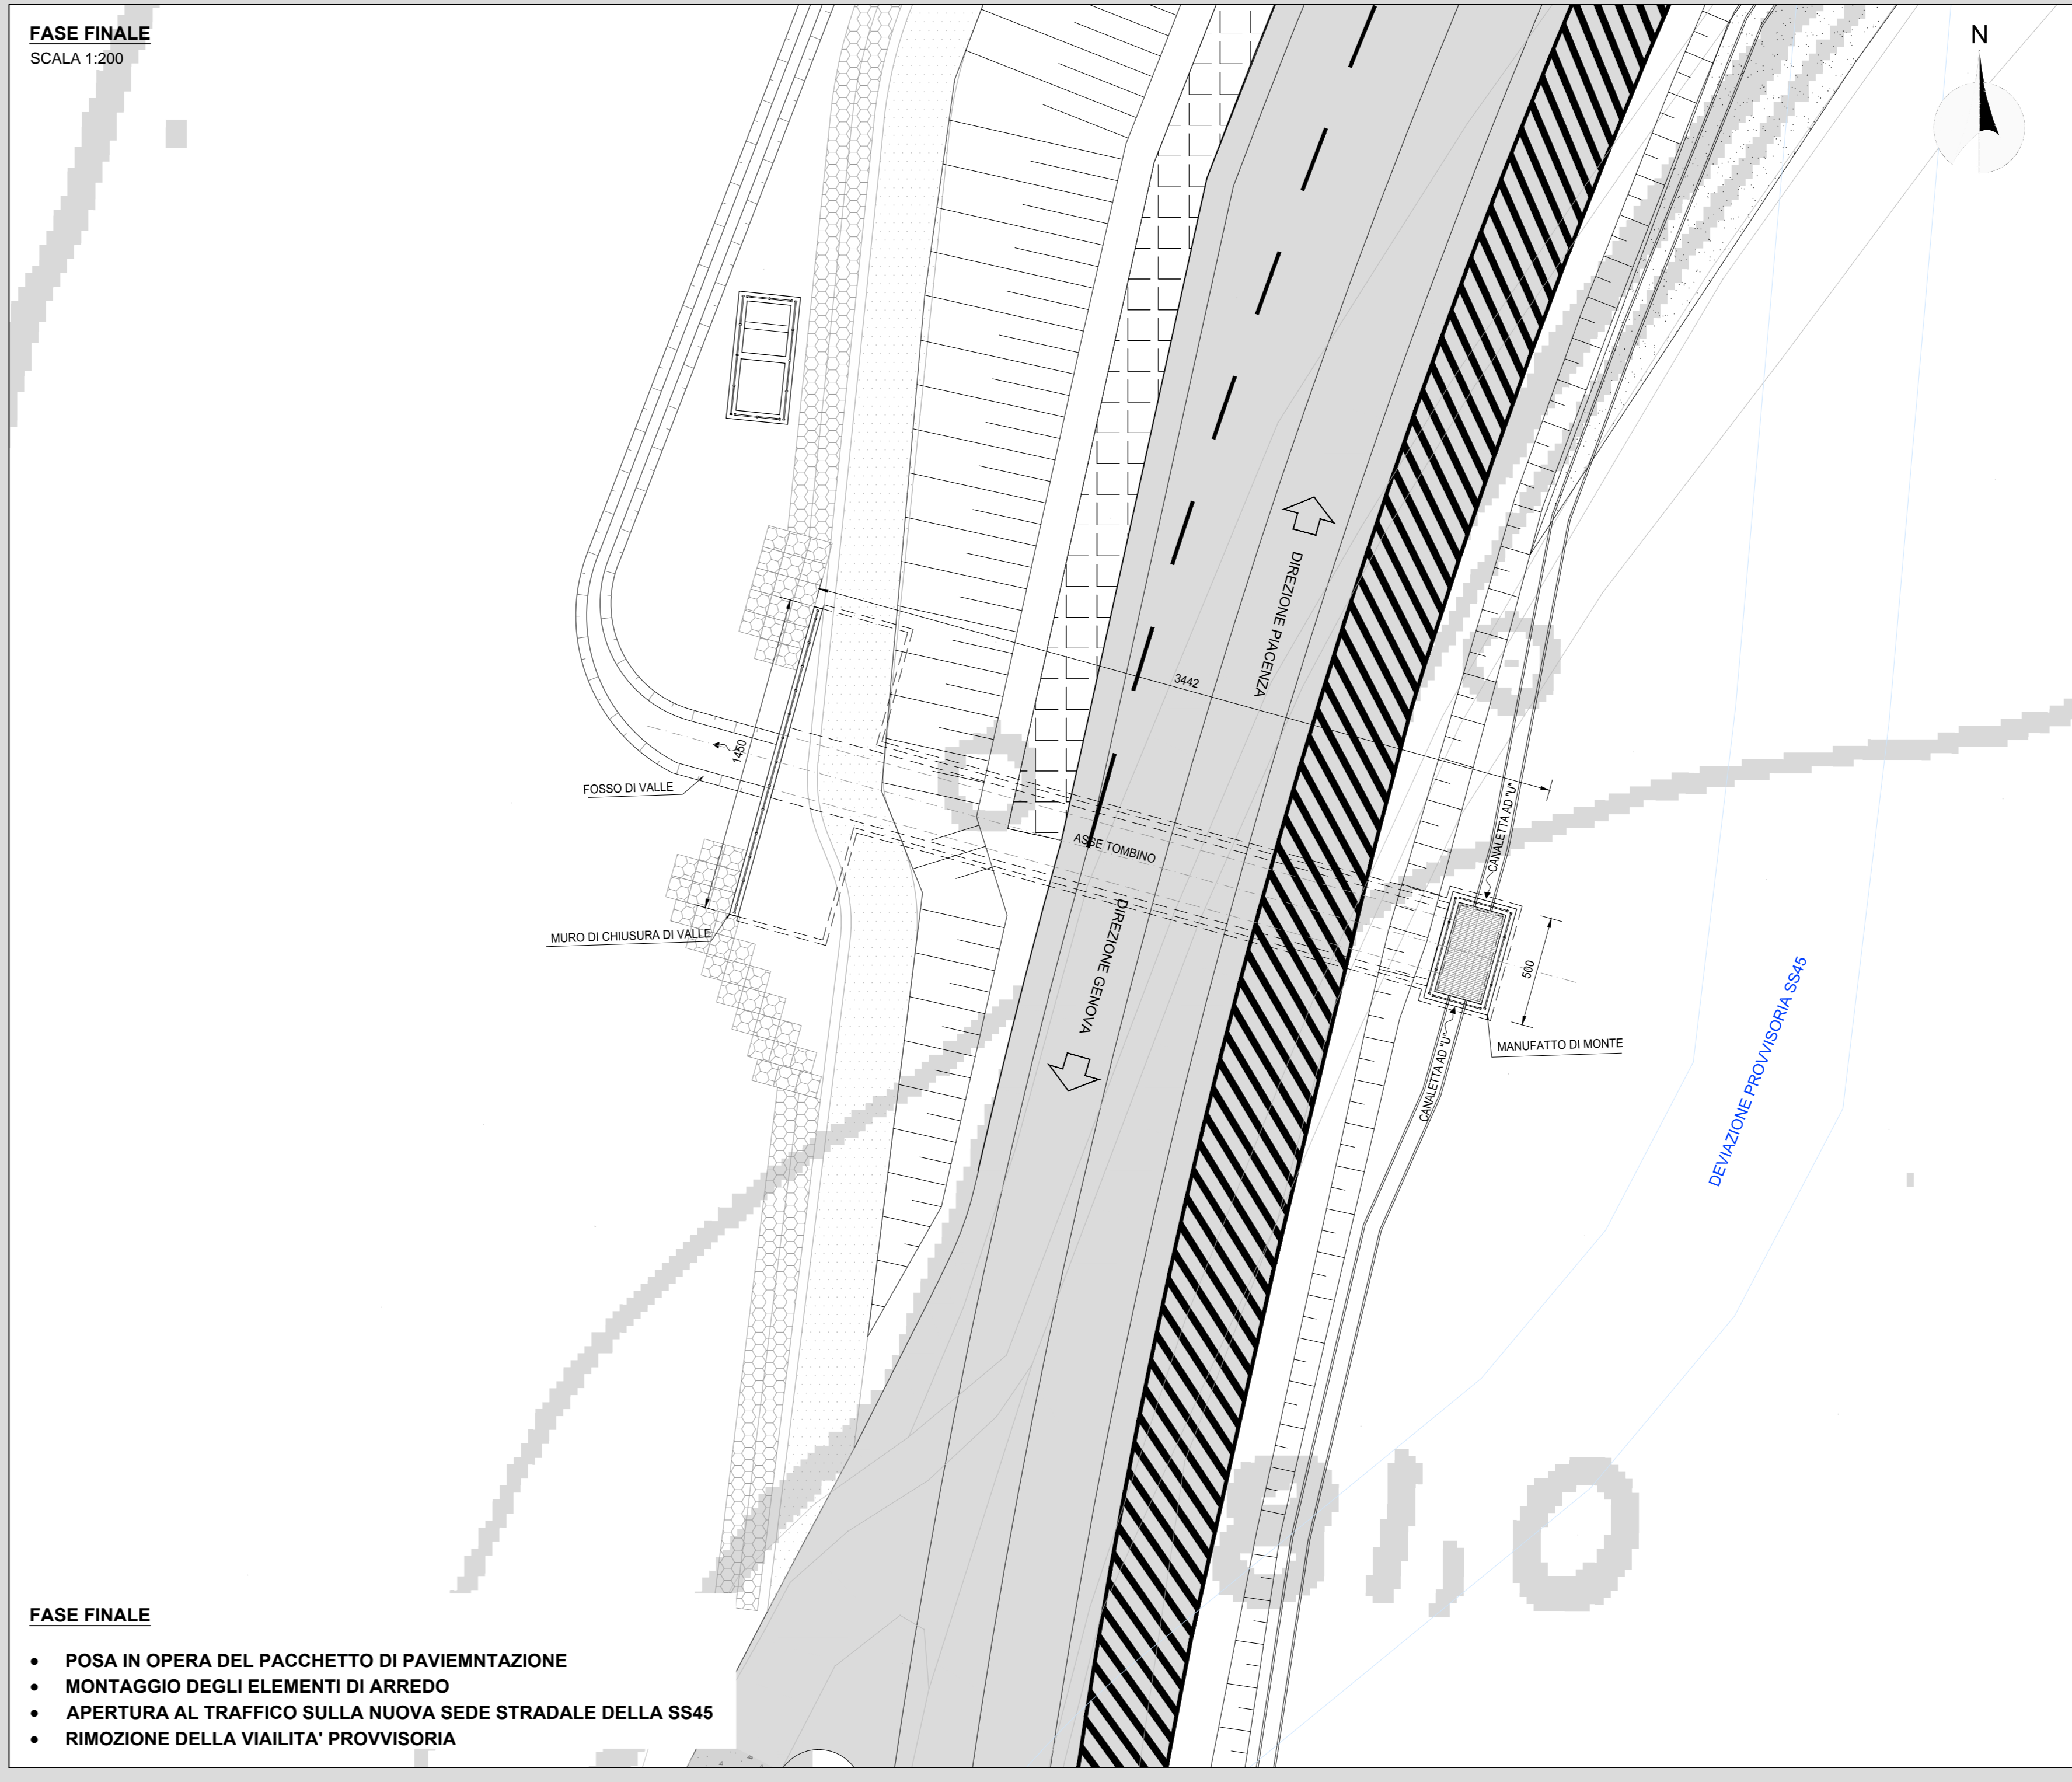 FASE FINALE
SCALA 1:200
N
DIREZIONE PIACENZA
3442
1450
FOSSO DI VALLE
CANALETTA AD "U"
ASSE TOMBINO
MURO DI CHIUSURA DI VALLE
DIREZIONE GENOVA
500
MANUFATTO DI MONTE
CANALETTA AD "U"
DEVIAZIONE PROVVISORIA SS45
81,0
FASE FINALE
• POSA IN OPERA DEL PACCHETTO DI PAVIEMNTAZIONE
• MONTAGGIO DEGLI ELEMENTI DI ARREDO
• APERTURA AL TRAFFICO SULLA NUOVA SEDE STRADALE DELLA SS45
• RIMOZIONE DELLA VIAILITA' PROVVISORIA